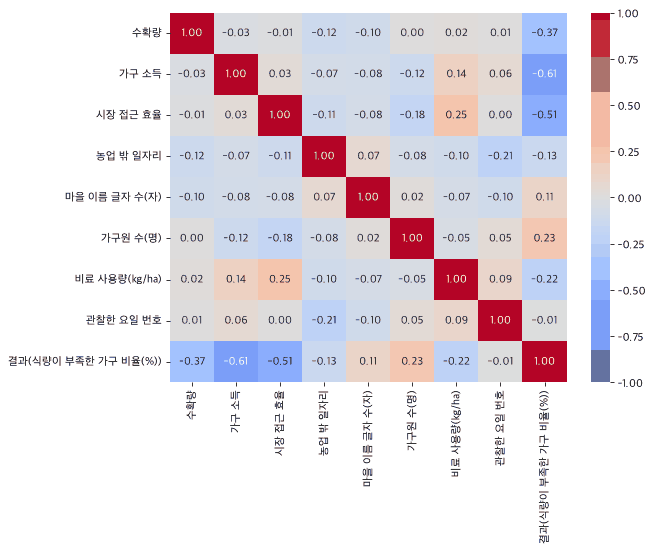 수확량 1.00 -0.03 -0.01 -0.12 -0.10 0.00 0.02 0.01 -0.37
가구 소득 -0.03 1.00 0.03 -0.07 -0.08 -0.12 0.14 0.06 -0.61
시장 접근 효율 -0.01 0.03 1.00 -0.11 -0.08 -0.18 0.25 0.00 -0.51
농업 밖 일자리 -0.12 -0.07 -0.11 1.00 0.07 -0.08 -0.10 -0.21 -0.13
마을 이름 글자 수(자) -0.10 -0.08 -0.08 0.07 1.00 0.02 -0.07 -0.10 0.11
가구원 수(명) 0.00 -0.12 -0.18 -0.08 0.02 1.00 -0.05 0.05 0.23
비료 사용량(kg/ha) 0.02 0.14 0.25 -0.10 -0.07 -0.05 1.00 0.09 -0.22
관찰한 요일 번호 0.01 0.06 0.00 -0.21 -0.10 0.05 0.09 1.00 -0.01
결과(식량이 부족한 가구 비율(%)) -0.37 -0.61 -0.51 -0.13 0.11 0.23 -0.22 -0.01 1.00
수확량
가구 소득
시장 접근 효율
농업 밖 일자리
마을 이름 글자 수(자)
가구원 수(명)
비료 사용량(kg/ha)
관찰한 요일 번호
결과(식량이 부족한 가구 비율(%))
1.00
0.75
0.50
0.25
0.00
-0.25
-0.50
-0.75
-1.00